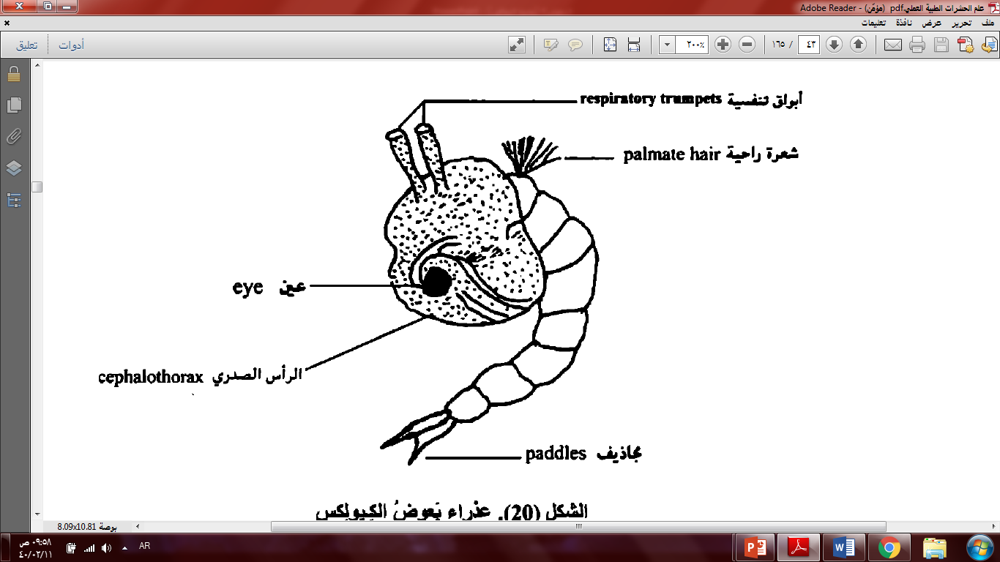 علم الحشرات الطبية العملي.pdf (مؤمّن) - Adobe Reader
ملف تحرير عرض نافذة تعليمات
٤٣ / ١٦٥
٢٠٠٪
أدوات
تعليق
أبواق تنفسية respiratory trumpets
شعرة راحية palmate hair
eye عين
cephalothorax الرأس الصدري
paddles مجاذيف
الشكل (20). عذراء بَعوضُ الكيولكس
8.09x10.81 بوصة
AR
٠٩:٥٨ ص
٤٠/٠٢/١١